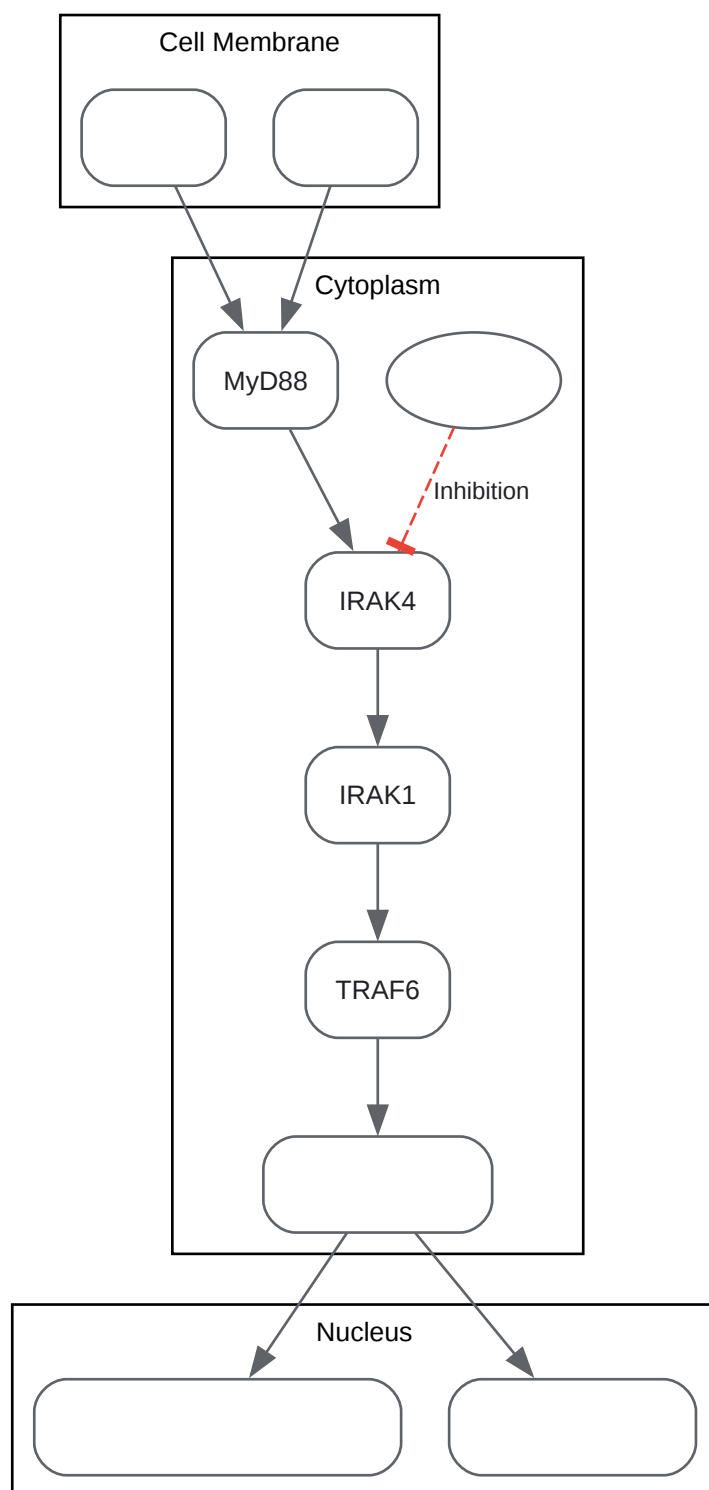 Cell Membrane
Cytoplasm
MyD88
Inhibition
IRAK4
IRAK1
TRAF6
Nucleus